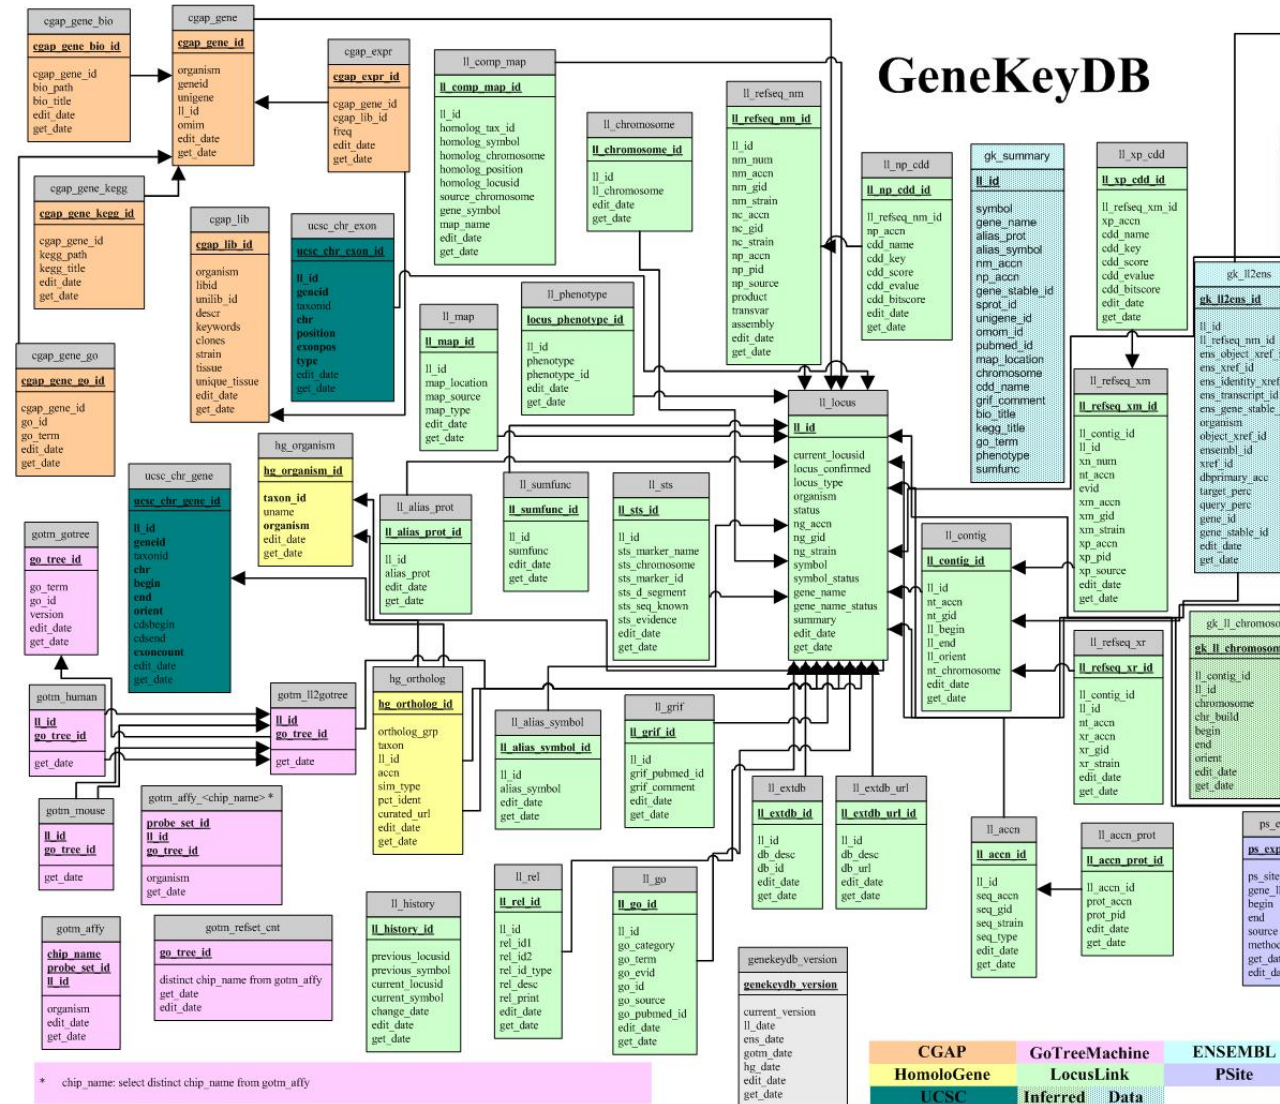 GeneKeyDB
cgap_gene_bio
cgap_gene_bio_id
cgap_gene_id
bio_path
bio_title
edit_date
get_date
cgap_gene
cgap_gene_id
organism
geneid
unigene
ll_id
omim
edit_date
get_date
cgap_expr
cgap_expr_id
cgap_gene_id
cgap_lib_id
freq
edit_date
get_date
ll_comp_map
ll_comp_map_id
ll_id
homolog_tax_id
homolog_symbol
homolog_chromosome
homolog_position
homolog_locusid
source_chromosome
gene_symbol
map_name
edit_date
get_date
ll_chromosome
ll_chromosome_id
ll_id
ll_chromosome
edit_date
get_date
ll_refseq_nm
ll_refseq_nm_id
ll_id
nm_num
nm_accn
nm_gid
nm_strain
nc_accn
nc_gid
nc_strain
np_accn
np_pid
np_source
product
transvar
assembly
edit_date
get_date
ll_np_cdd
ll_np_cdd_id
ll_refseq_nm_id
np_accn
cdd_name
cdd_key
cdd_score
cdd_evalue
cdd_bitscore
edit_date
get_date
gk_summary
ll_id
symbol
gene_name
alias_prot
alias_symbol
nm_accn
np_accn
gene_stable_id
sprot_id
unigene_id
omom_id
pubmed_id
map_location
chromosome
cdd_name
grif_comment
bio_title
kegg_title
go_term
phenotype
sumfunc
ll_xp_cdd
ll_xp_cdd_id
ll_refseq_xm_id
xp_accn
cdd_name
cdd_key
cdd_score
cdd_evalue
cdd_bitscore
edit_date
get_date
gk_ll2ens
gk_ll2ens_id
ll_id
ll_refseq_nm_id
ens_object_xref
ens_xref_id
ens_identity_xref
ens_transcript_id
ens_gene_stable
organism
object_xref_id
ensembl_id
xref_id
dbprimary_acc
target_perc
query_perc
gene_id
gene_stable_id
edit_date
get_date
cgap_gene_kegg
cgap_gene_kegg_id
cgap_gene_id
kegg_path
kegg_title
edit_date
get_date
cgap_lib
cgap_lib_id
organism
libid
unilib_id
descr
keywords
clones
strain
tissue
unique_tissue
edit_date
get_date
ucsc_chr_exon
ucsc_chr_exon_id
ll_id
geneid
taxonid
chr
position
exonpos
type
edit_date
get_date
ll_map
ll_map_id
ll_id
map_location
map_source
map_type
edit_date
get_date
ll_phenotype
locus_phenotype_id
ll_id
phenotype
phenotype_id
edit_date
get_date
ll_locus
ll_id
current_locusid
locus_confirmed
locus_type
organism
status
ng_accn
ng_gid
ng_strain
symbol
symbol_status
gene_name
gene_name_status
summary
edit_date
get_date
ll_refseq_xm
ll_refseq_xm_id
ll_contig_id
ll_id
xn_num
nt_accn
evid
xm_accn
xm_gid
xm_strain
xp_accn
xp_pid
xp_source
edit_date
get_date
cgap_gene_go
cgap_gene_go_id
cgap_gene_id
go_id
go_term
edit_date
get_date
ucsc_chr_gene
ucsc_chr_gene_id
ll_id
geneid
taxonid
chr
begin
end
orient
cdsbegin
cdsend
exoncount
edit_date
get_date
hg_organism
hg_organism_id
taxon_id
uname
organism
edit_date
get_date
ll_alias_prot
ll_alias_prot_id
ll_id
alias_prot
edit_date
get_date
ll_sumfunc
ll_sumfunc_id
ll_id
sumfunc
edit_date
get_date
ll_sts
ll_sts_id
ll_id
sts_marker_name
sts_chromosome
sts_marker_id
sts_d_segment
sts_seq_known
sts_evidence
edit_date
get_date
ll_contig
ll_contig_id
ll_id
nt_accn
nt_gid
ll_begin
ll_end
ll_orient
nt_chromosome
edit_date
get_date
gotm_gotree
go_tree_id
go_term
go_id
version
edit_date
get_date
gk_ll_chromoso
gk_ll_chromosom
ll_contig_id
ll_id
chromosome
chr_build
begin
end
orient
edit_date
get_date
ll_refseq_xr
ll_refseq_xr_id
ll_contig_id
ll_id
nt_accn
xr_accn
xr_gid
xr_strain
edit_date
get_date
gotm_human
ll_id
go_tree_id
get_date
gotm_ll2gotree
ll_id
go_tree_id
get_date
hg_ortholog
hg_ortholog_id
ortholog_grp
taxon
ll_id
accn
sim_type
pct_ident
curated_url
edit_date
get_date
ll_alias_symbol
ll_alias_symbol_id
ll_id
alias_symbol
edit_date
get_date
ll_grif
ll_grif_id
ll_id
grif_pubmed_id
grif_comment
edit_date
get_date
ll_extdb
ll_extdb_id
ll_id
db_desc
db_id
edit_date
get_date
ll_extdb_url
ll_extdb_url_id
ll_id
db_desc
db_url
edit_date
get_date
gotm_mouse
ll_id
go_tree_id
get_date
gotm_affy_<chip_name> *
probe_set_id
ll_id
go_tree_id
organism
get_date
ll_accn
ll_accn_id
ll_id
seq_accn
seq_gid
seq_strain
seq_type
edit_date
get_date
ll_accn_prot
ll_accn_prot_id
ll_accn_id
prot_accn
prot_pid
edit_date
get_date
ps_e
ps_exp
ps_site
gene_ll
begin
end
source
method
get_dat
edit_da
gotm_affy
chip_name
probe_set_id
ll_id
organism
edit_date
get_date
gotm_refset_cnt
go_tree_id
distinct chip_name from gotm_affy
get_date
edit_date
ll_history
ll_history_id
previous_locusid
previous_symbol
current_locusid
current_symbol
change_date
edit_date
get_date
ll_rel
ll_rel_id
ll_id
rel_id1
rel_id2
rel_id_type
rel_desc
rel_print
edit_date
get_date
ll_go
ll_go_id
ll_id
go_category
go_term
go_evid
go_id
go_source
go_pubmed_id
edit_date
get_date
genekeydb_version
genekeydb_version
current_version
ll_date
ens_date
gotm_date
hg_date
edit_date
get_date
* chip_name: select distinct chip_name from gotm_affy
CGAP GoTreeMachine ENSEMBL
HomoloGene LocusLink PSite
UCSC Inferred Data